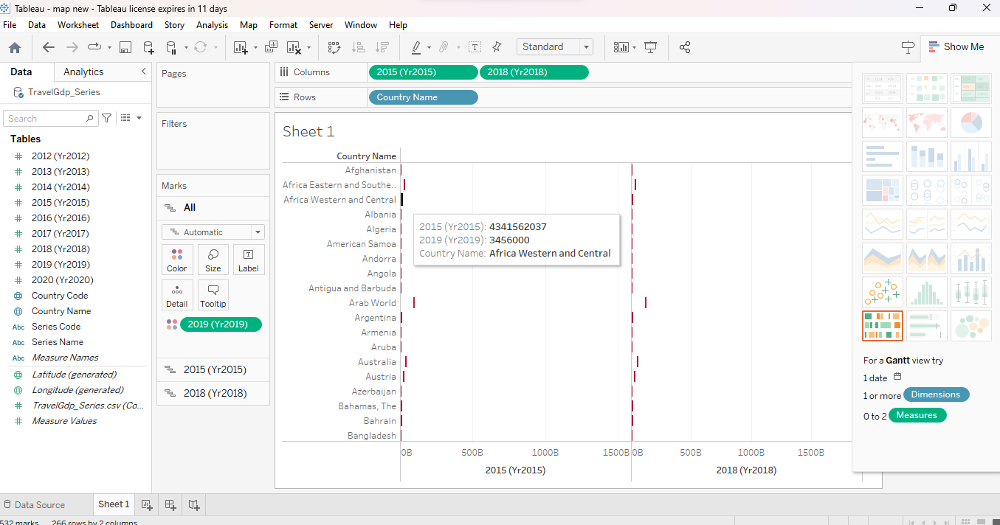 Tableau - map new - Tableau license expires in 11 days
File Data Worksheet Dashboard Story Analysis Map Format Server Window Help
Standard
Show Me
Data Analytics
TravelGdp_Series
Search
Tables
2012 (Yr2012)
2013 (Yr2013)
2014 (Yr2014)
2015 (Yr2015)
2016 (Yr2016)
2017 (Yr2017)
2018 (Yr2018)
2019 (Yr2019)
2020 (Yr2020)
Country Code
Country Name
Abc Series Code
Abc Series Name
Abc Measure Names
Latitude (generated)
Longitude (generated)
TravelGdp_Series.csv (Co...
Measure Values
Pages
Filters
Marks
All
Automatic
Color Size Label
Detail Tooltip
2019 (Yr2019)
2015 (Yr2015)
2018 (Yr2018)
Columns 2015 (Yr2015) 2018 (Yr2018)
Rows Country Name
Sheet 1
Country Name
Afghanistan
Africa Eastern and Southe..
Africa Western and Central
Albania
Algeria
American Samoa
Andorra
Angola
Antigua and Barbuda
Arab World
Argentina
Armenia
Aruba
Australia
Austria
Azerbaijan
Bahamas, The
Bahrain
Bangladesh
2015 (Yr2015): 4341562037
2019 (Yr2019): 3456000
Country Name: Africa Western and Central
0B 500B 1000B 1500B 0B 500B 1000B 1500B
2015 (Yr2015) 2018 (Yr2018)
For a Gantt view try
1 date
1 or more Dimensions
0 to 2 Measures
Data Source Sheet 1
532 marks 266 rows by 2 columns